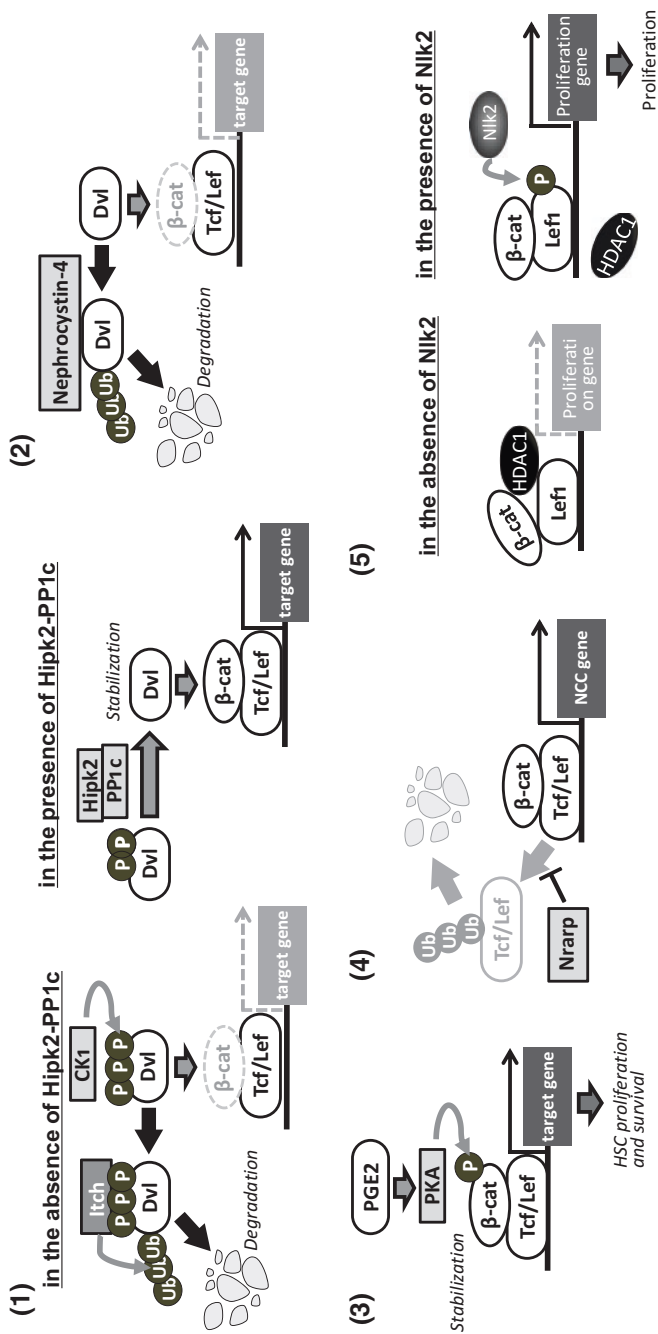 (1)
in the absence of Hipk2-PP1c
Itch
P P P
Dvl
Ub Ub Ub
Degradation
CK1
P P P
Dvl
β-cat
Tcf/Lef
target gene
in the presence of Hipk2-PP1c
Hipk2
PP1c
P P
Dvl
Stabilization
Dvl
β-cat
Tcf/Lef
target gene
(2)
Nephrocystin-4
Dvl
Ub Ub Ub
Degradation
Dvl
β-cat
Tcf/Lef
target gene
(3)
PGE2
PKA
Stabilization
P
β-cat
Tcf/Lef
target gene
HSC proliferation
and survival
(4)
Ub Ub Ub
Tcf/Lef
Nrarp
β-cat
Tcf/Lef
NCC gene
(5)
in the absence of Nlk2
β-cat
HDAC1
Lef1
Proliferati
on gene
in the presence of Nlk2
Nlk2
P
β-cat
Lef1
HDAC1
Proliferation
gene
Proliferation